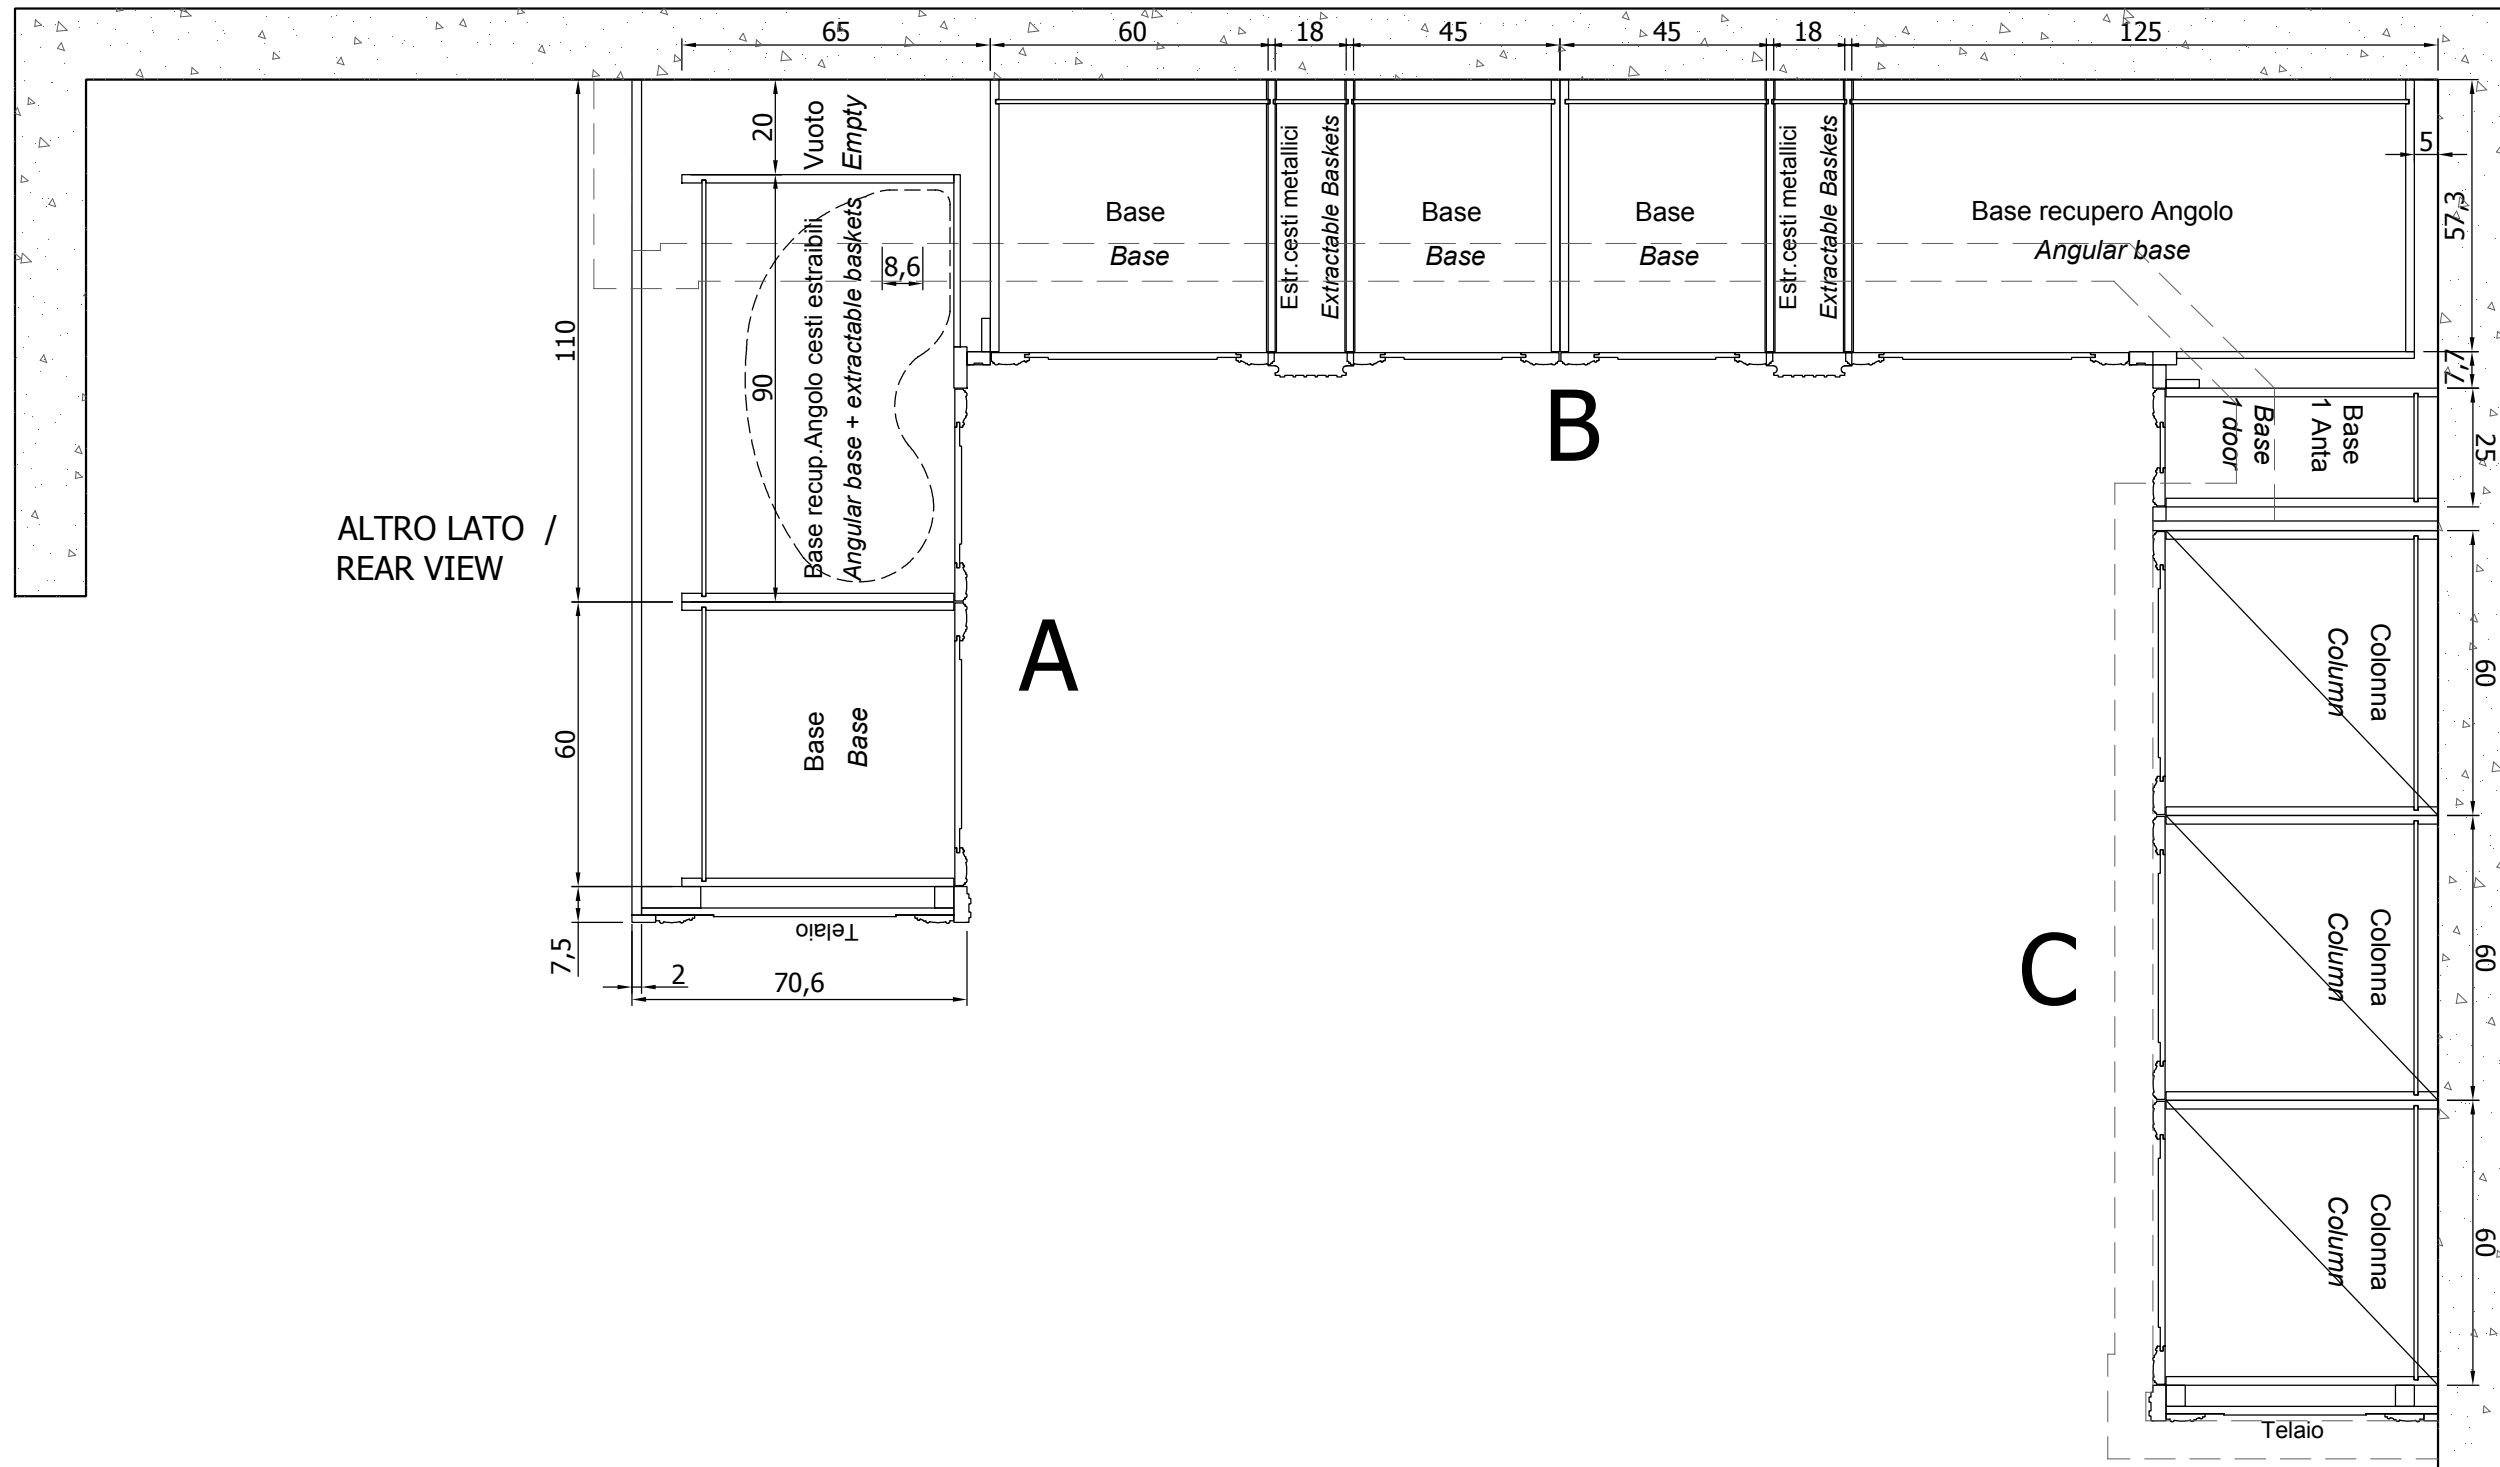 65
60
18
45
45
18
125
20
Vuoto
Empty
110
90
Base recup.Angolo cesti estraibili
Angular base + extractable baskets
8,6
Base
Base
Estr.cesti metallici
Extractable Baskets
Base
Base
Base
Base
Estr.cesti metallici
Extractable Baskets
Base recupero Angolo
Angular base
5
57,3
7,7
B
Base
1 Anta
Base
1 door
25
ALTRO LATO /
REAR VIEW
A
60
Base
Base
Colonna
Column
60
7,5
Telaio
2
70,6
C
Colonna
Column
60
Colonna
Column
60
Telaio